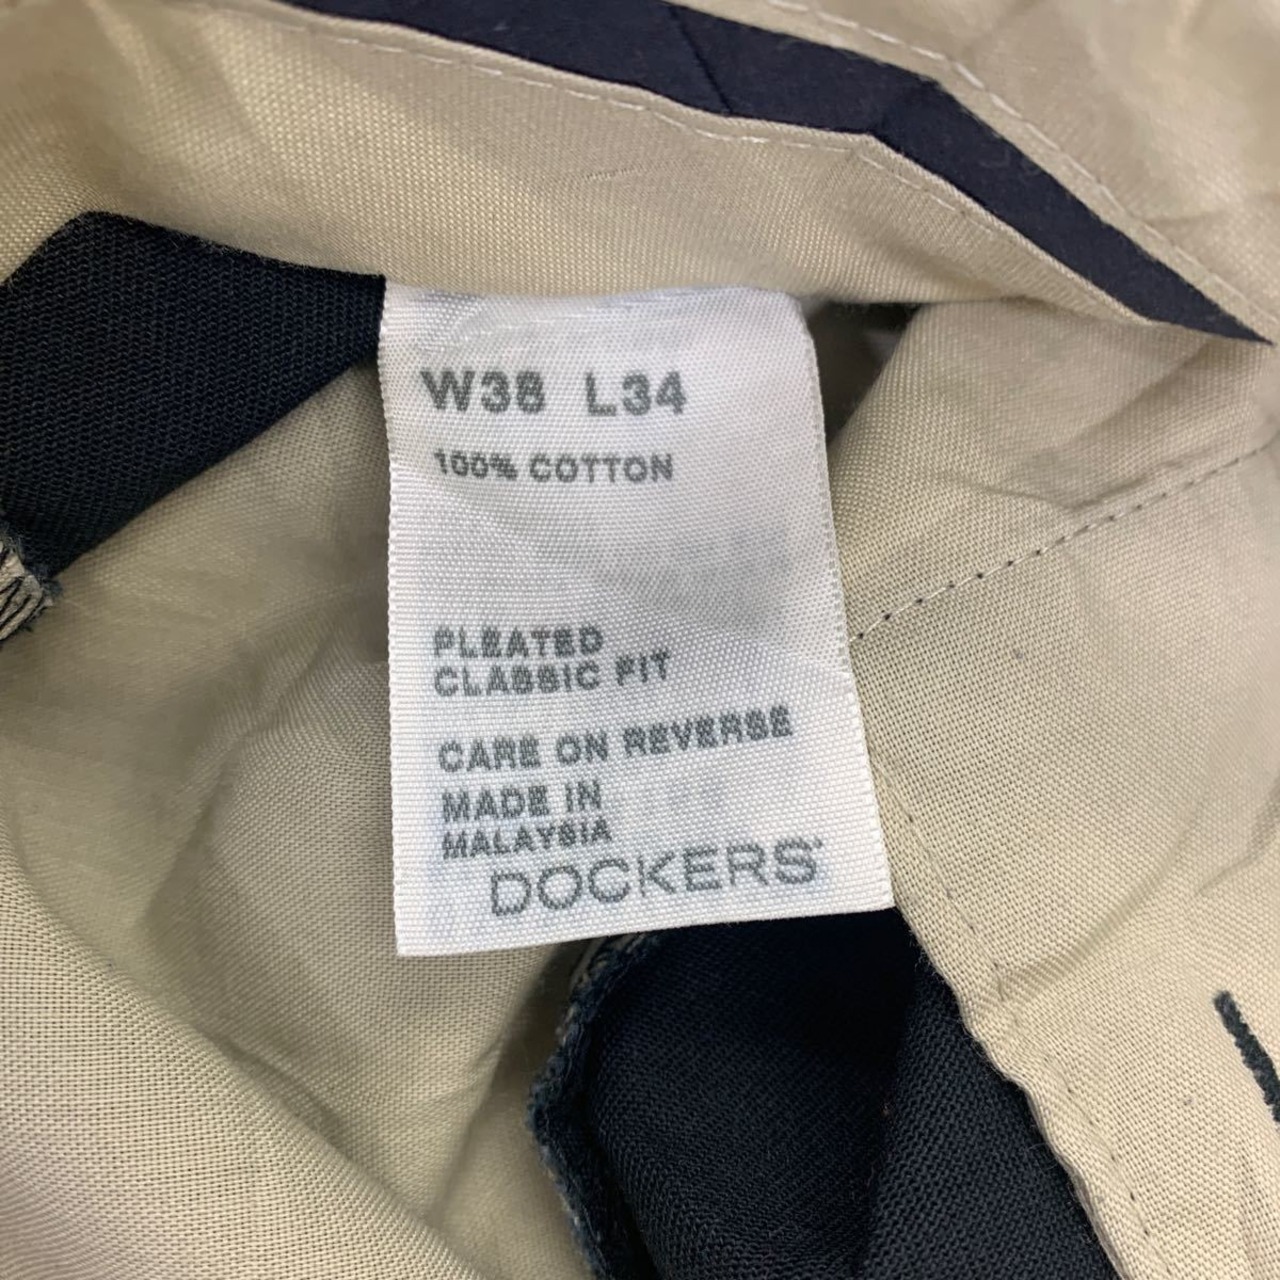 W38 L34
100% COTTON
PLEATED
CLASSIC FIT
CARE ON REVERSE
MADE IN
MALAYSIA
DOCKERS